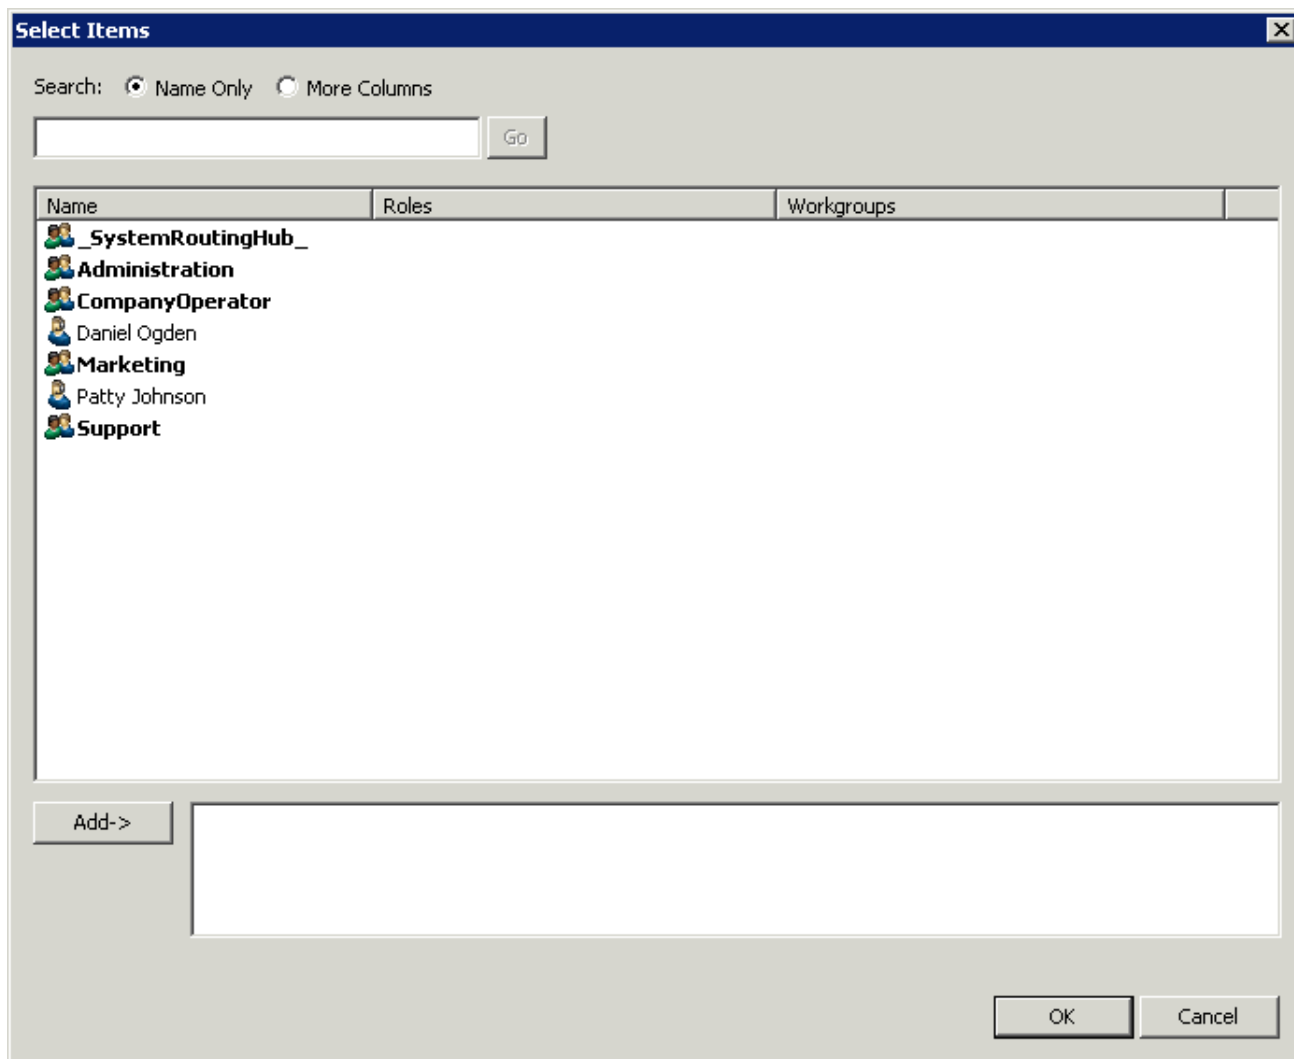 Select Items
Search: Name Only More Columns
Go
Name Roles Workgroups
_SystemRoutingHub_
Administration
CompanyOperator
Daniel Ogden
Marketing
Patty Johnson
Support
Add->
OK Cancel